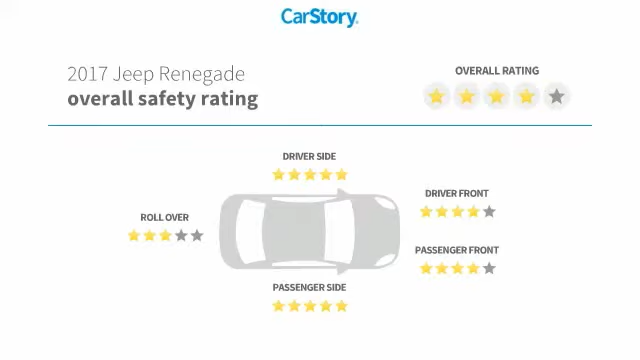 CarStory
2017 Jeep Renegade
overall safety rating
OVERALL RATING
DRIVER SIDE
DRIVER FRONT
ROLL OVER
PASSENGER FRONT
PASSENGER SIDE